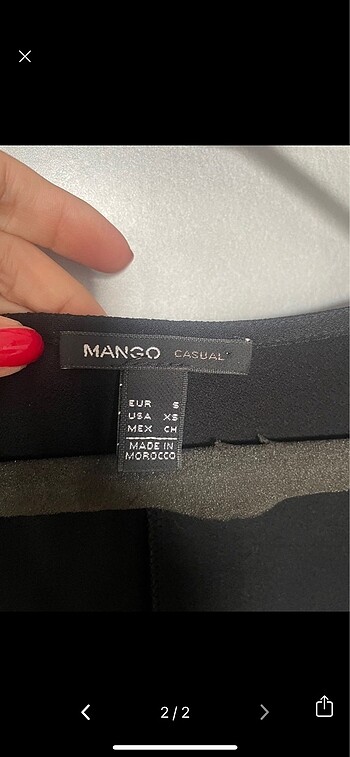 MANGO CASUAL
EUR S
USA XS
MEX CH
MADE IN
MOROCCO
2/2